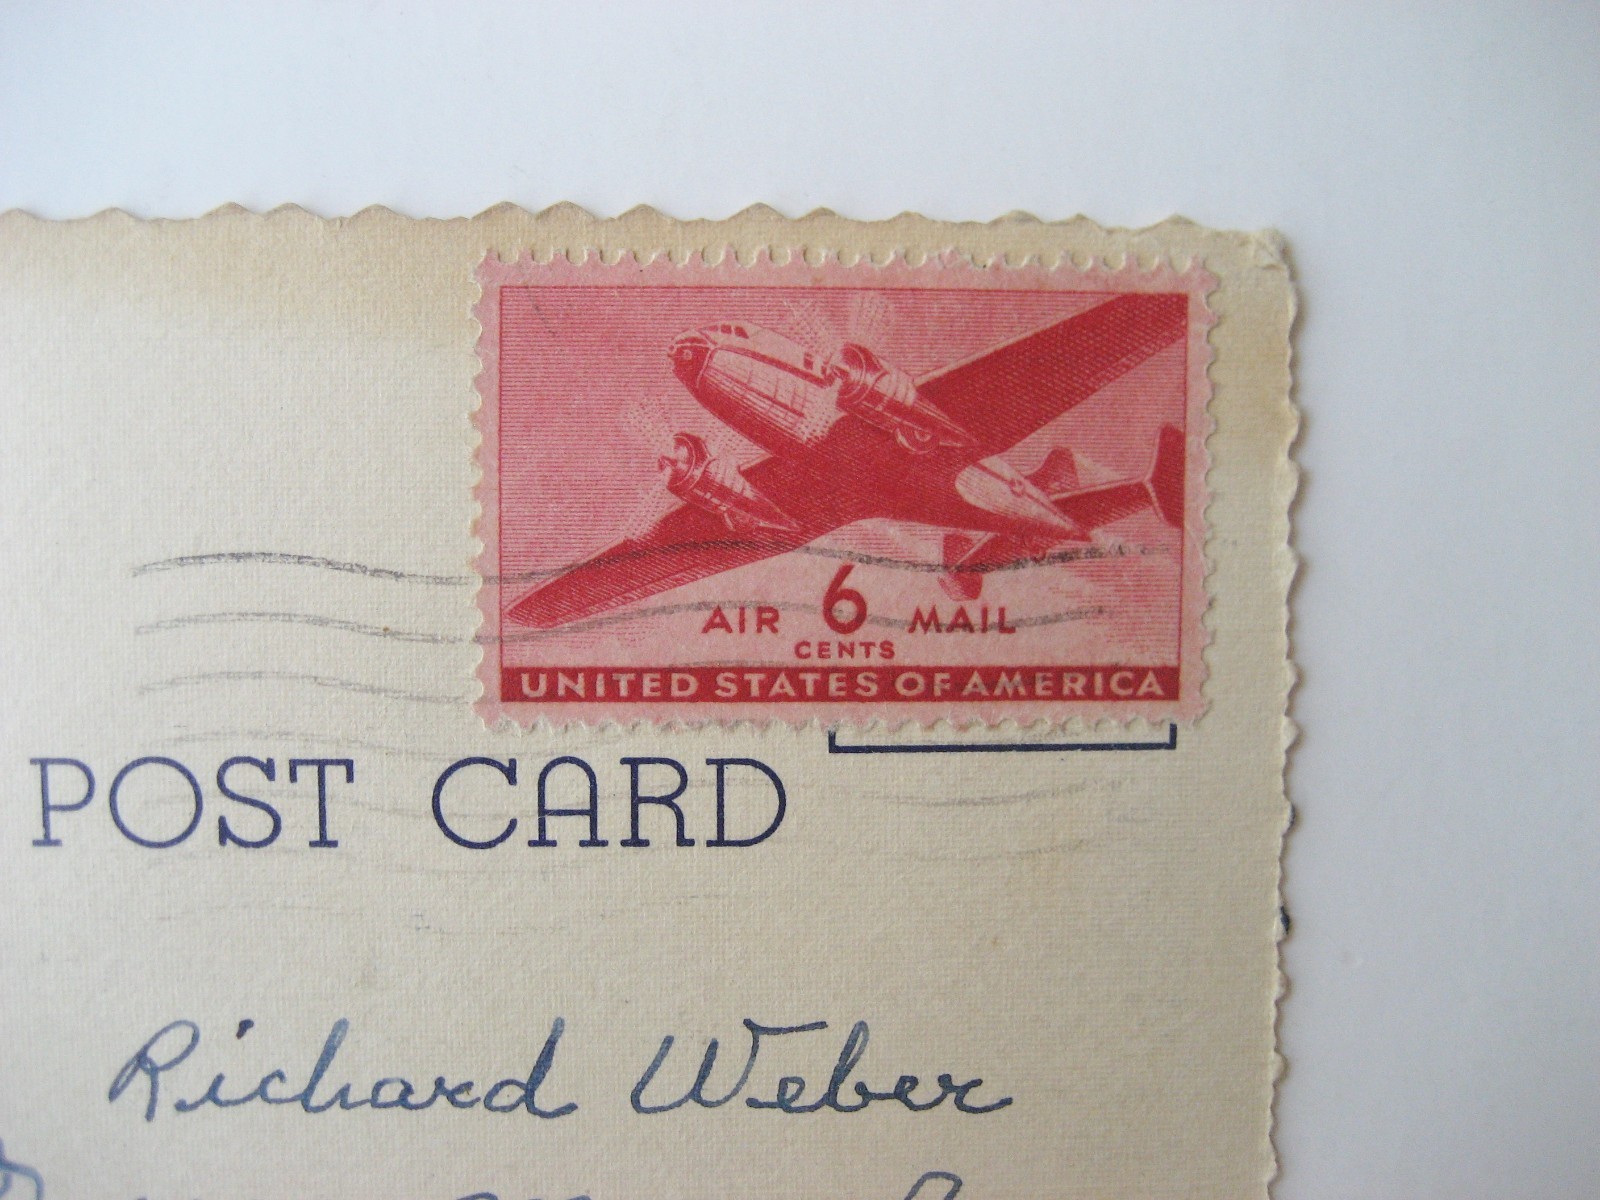 AIR 6 MAIL
CENTS
UNITED STATES OF AMERICA
POST CARD
Richard Weber